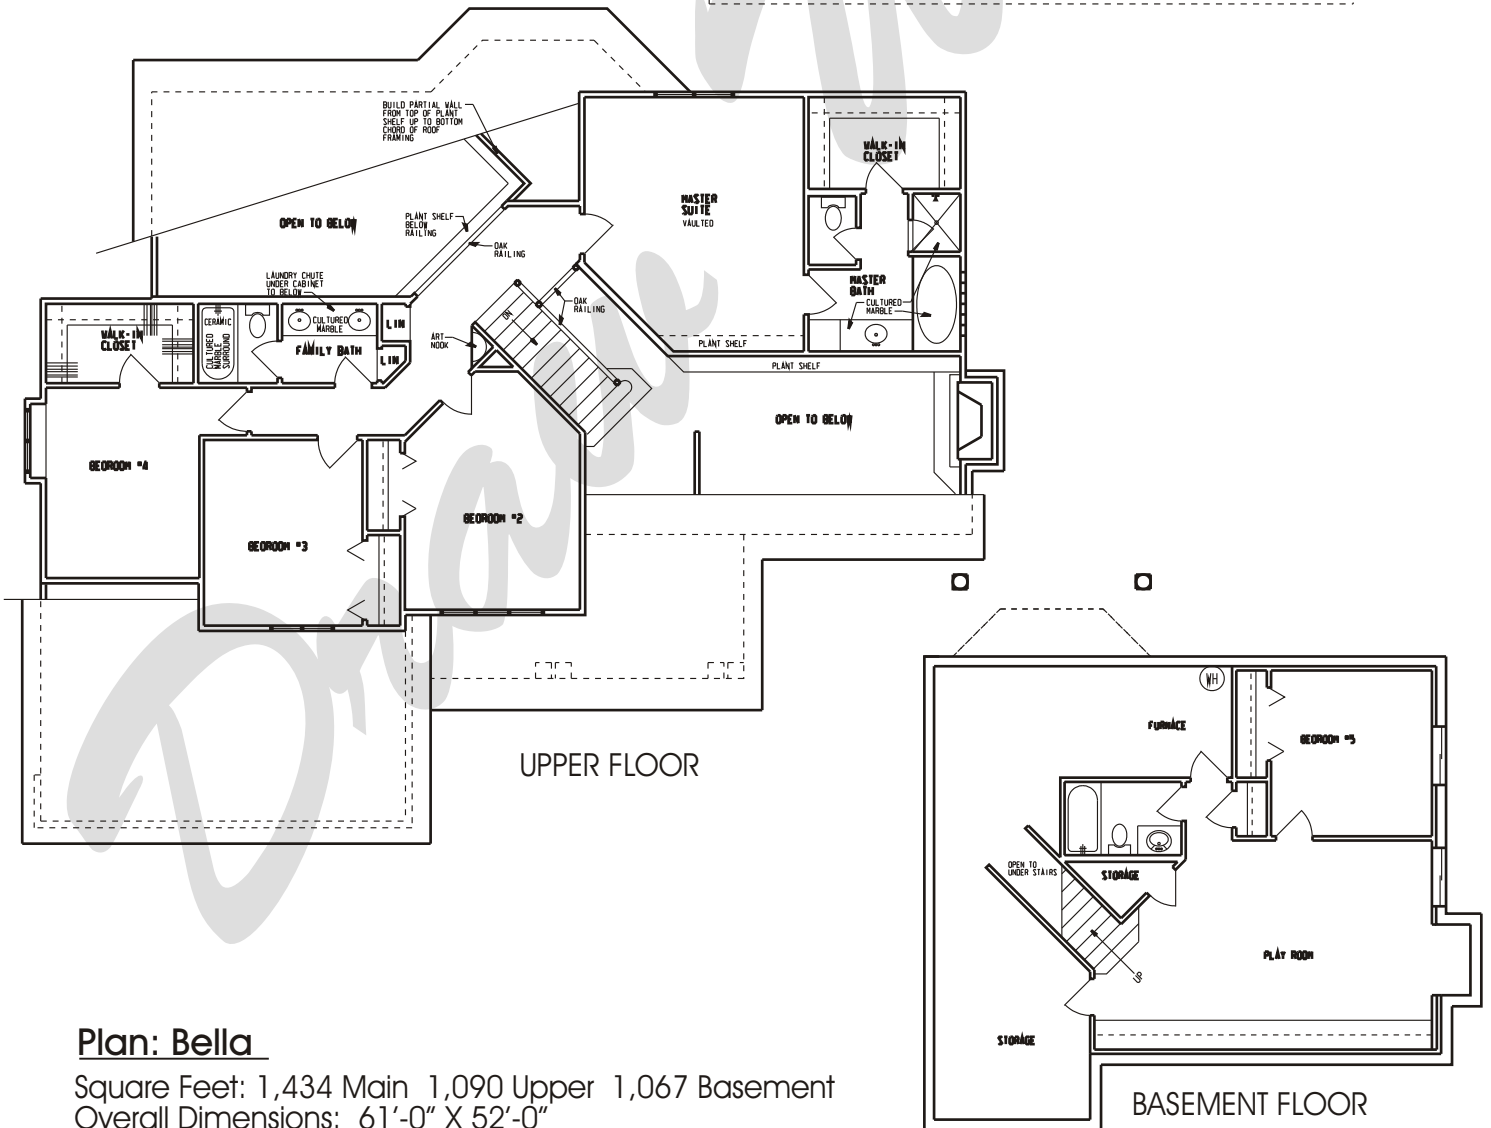 BUILD PARTIAL WALL
FROM TOP OF PLANT
SHELF UP TO BOTTOM
CHORD OF ROOF
FRAMING
OPEN TO BELOW
PLANT SHELF
BELOW
RAILING
OAK
RAILING
MASTER
SUITE
VAULTED
WALK-IN
CLOSET
MASTER
BATH
CULTURED
MARBLE
LAUNDRY CHUTE
UNDER CABINET
TO BELOW
WALK-IN
CLOSET
CERAMIC
CULTURED
MARBLE
SURROUND
CULTURED
MARBLE
FAMILY BATH
LIN
LIN
ART
NOOK
DN
OAK
RAILING
PLANT SHELF
PLANT SHELF
OPEN TO BELOW
BEDROOM #4
BEDROOM #3
BEDROOM #2
UPPER FLOOR
WH
FURNACE
BEDROOM #5
OPEN TO
UNDER STAIRS
STORAGE
UP
PLAY ROOM
STORAGE
BASEMENT FLOOR
Plan: Bella
Square Feet: 1,434 Main 1,090 Upper 1,067 Basement
Overall Dimensions: 61'-0" X 52'-0"
Draw